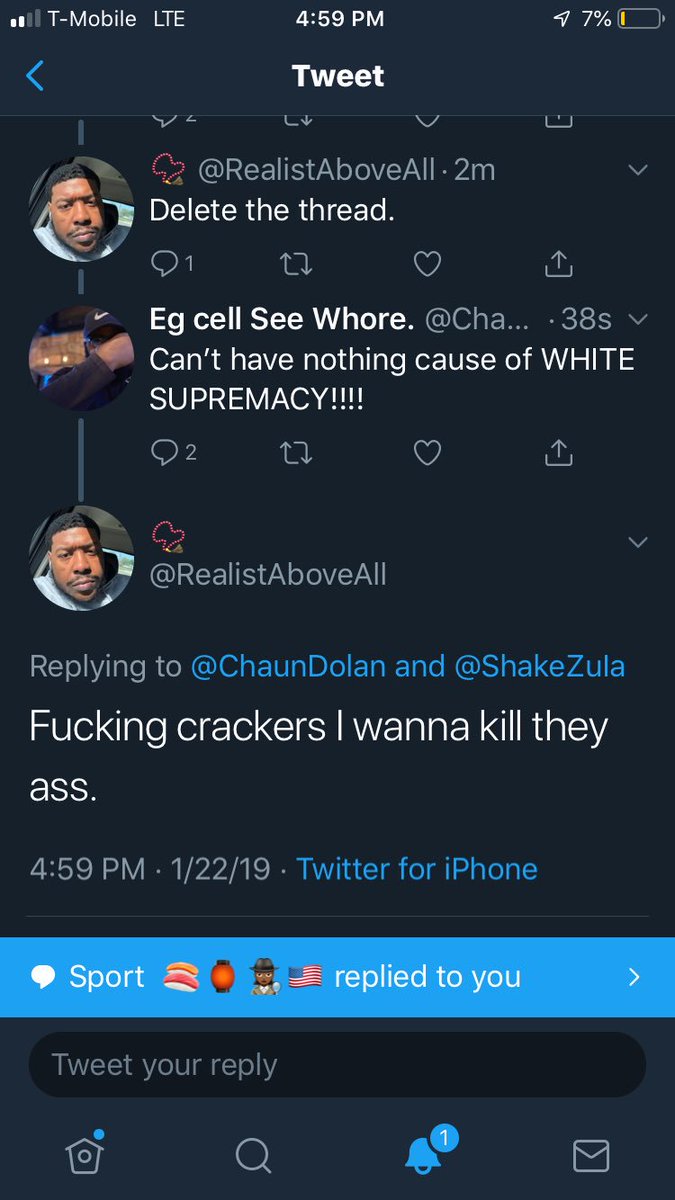 T-Mobile LTE 4:59 PM 7%
Tweet
2
@RealistAboveAll · 2m
Delete the thread.
1
Eg cell See Whore. @Cha... · 38s
Can’t have nothing cause of WHITE
SUPREMACY!!!!
2
@RealistAboveAll
Replying to @ChaunDolan and @ShakeZula
Fucking crackers I wanna kill they
ass.
4:59 PM · 1/22/19 · Twitter for iPhone
Sport 🍣🏮🕵🏾‍♀️🇺🇸 replied to you
Tweet your reply
1